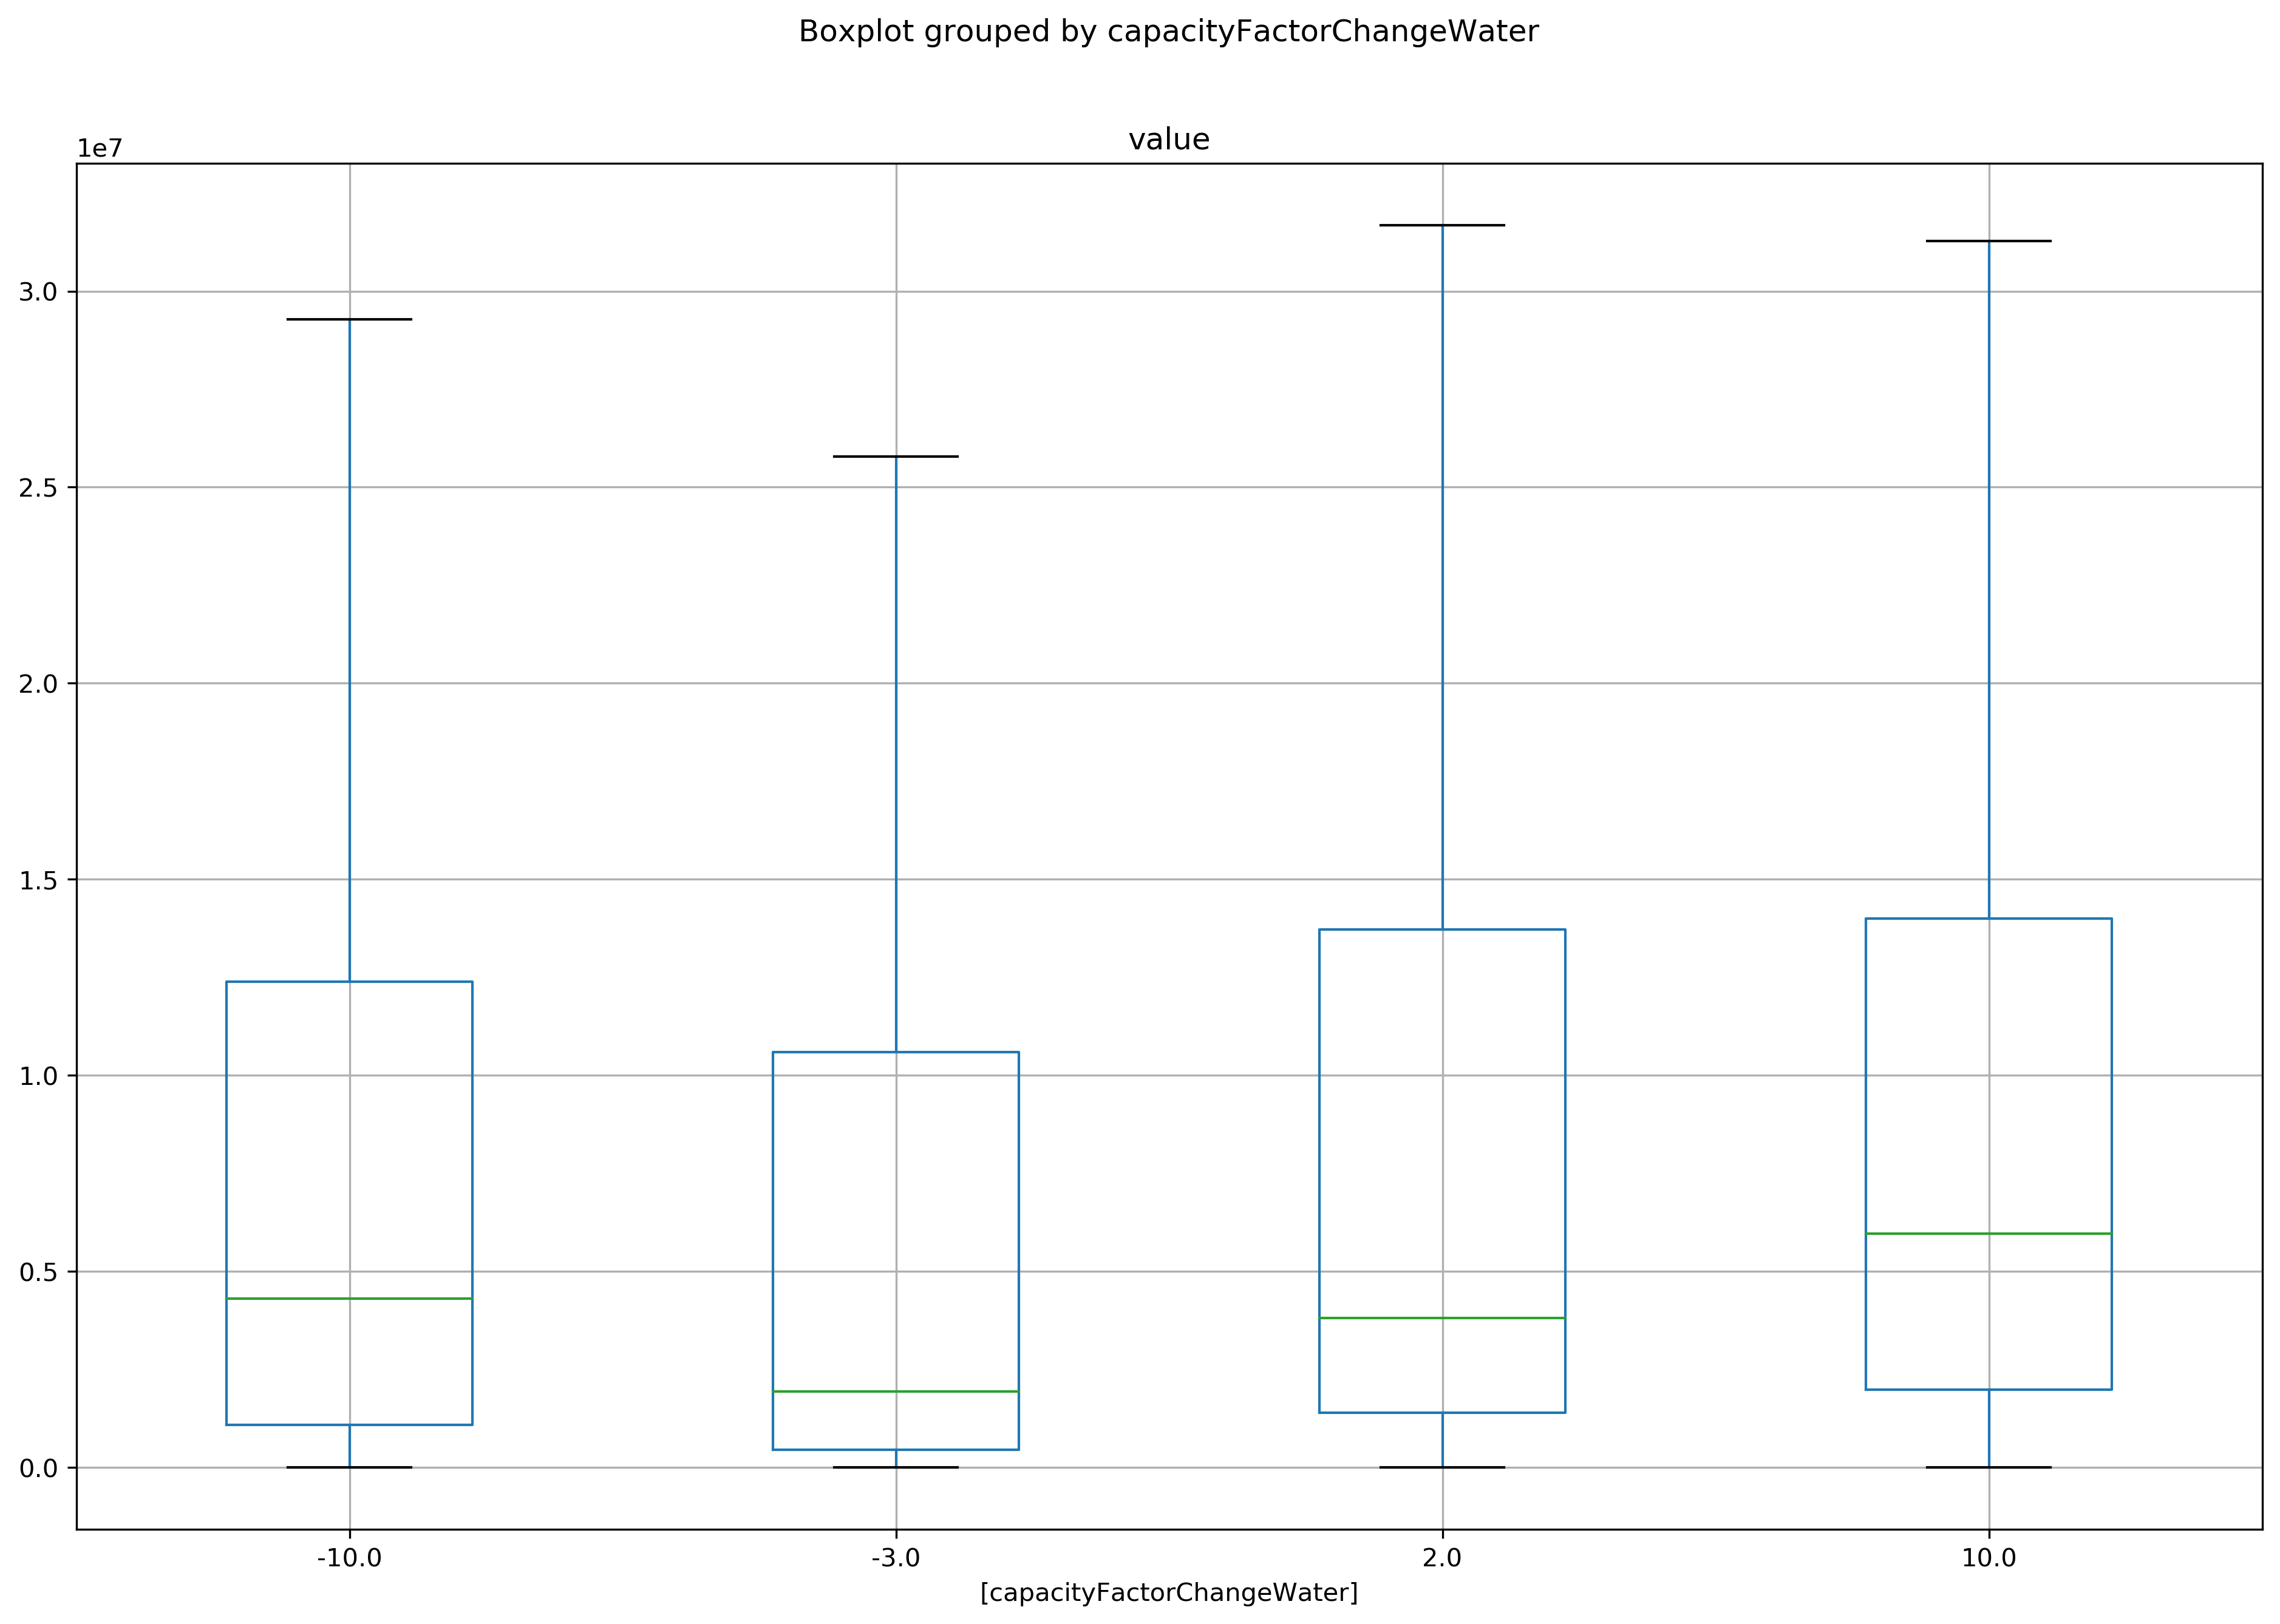 Boxplot grouped by capacityFactorChangeWater
value
1e7
3.0
2.5
2.0
1.5
1.0
0.5
0.0
-10.0 -3.0 2.0 10.0
[capacityFactorChangeWater]